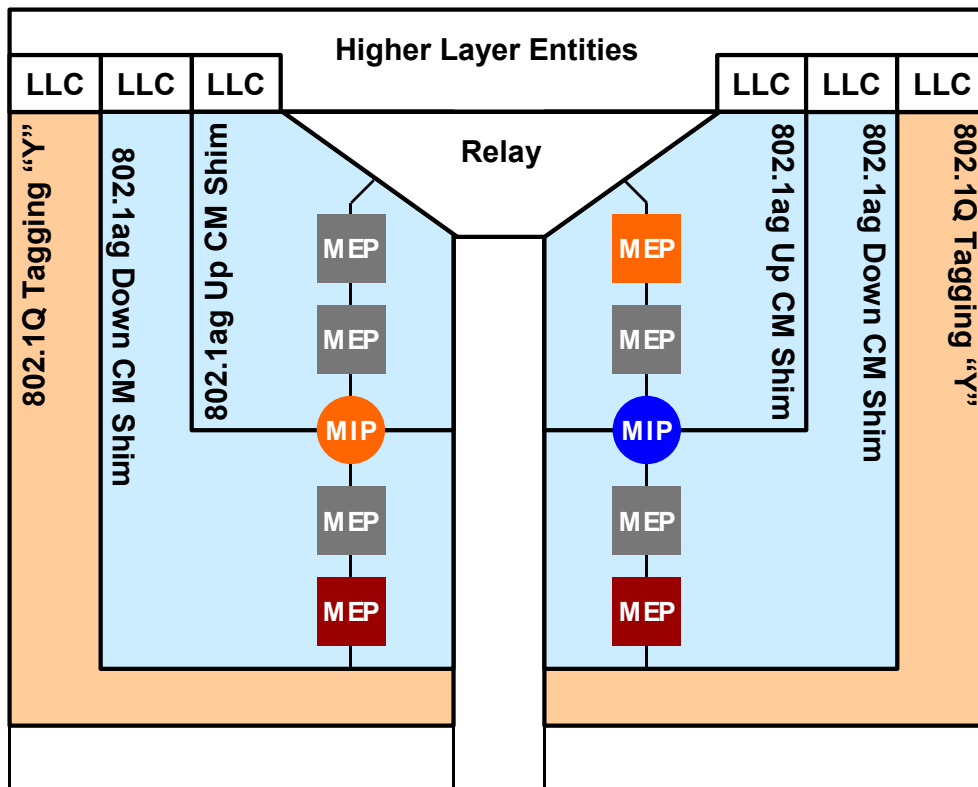 Higher Layer Entities
LLC
LLC
LLC
LLC
LLC
LLC
Relay
802.1Q Tagging “Y”
802.1ag Down CM Shim
802.1ag Up CM Shim
802.1ag Up CM Shim
802.1ag Down CM Shim
802.1Q Tagging “Y”
MEP
MEP
MEP
MEP
MIP
MIP
MEP
MEP
MEP
MEP